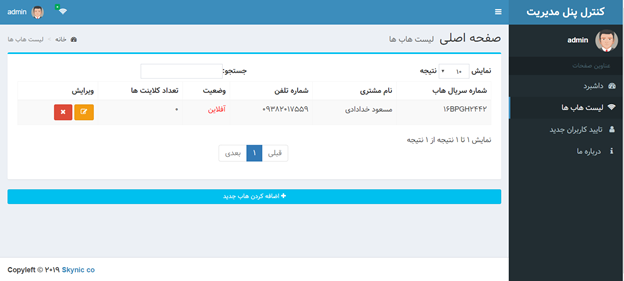 کنترل پنل مدیریت
admin
admin
عناوین صفحات
داشبرد
لیست هاب ها
تایید کاربران جدید
درباره ما
صفحه اصلی لیست هاب ها
خانه > لیست هاب ها
نمایش ۱۰ نتیجه
جستجو:
شماره سریال هاب نام مشتری شماره تلفن وضعیت تعداد کلاینت ها ویرایش
۱۶BPGH۲۴۴۲ مسعود خدادادی ۰۹۳۸۲۰۱۷۵۵۹ آفلاین ۰
نمایش ۱ تا ۱ نتیجه از ۱ نتیجه
قبلی ۱ بعدی
اضافه کردن هاب جدید
Copyleft © ۲۰۱۹ Skynic co